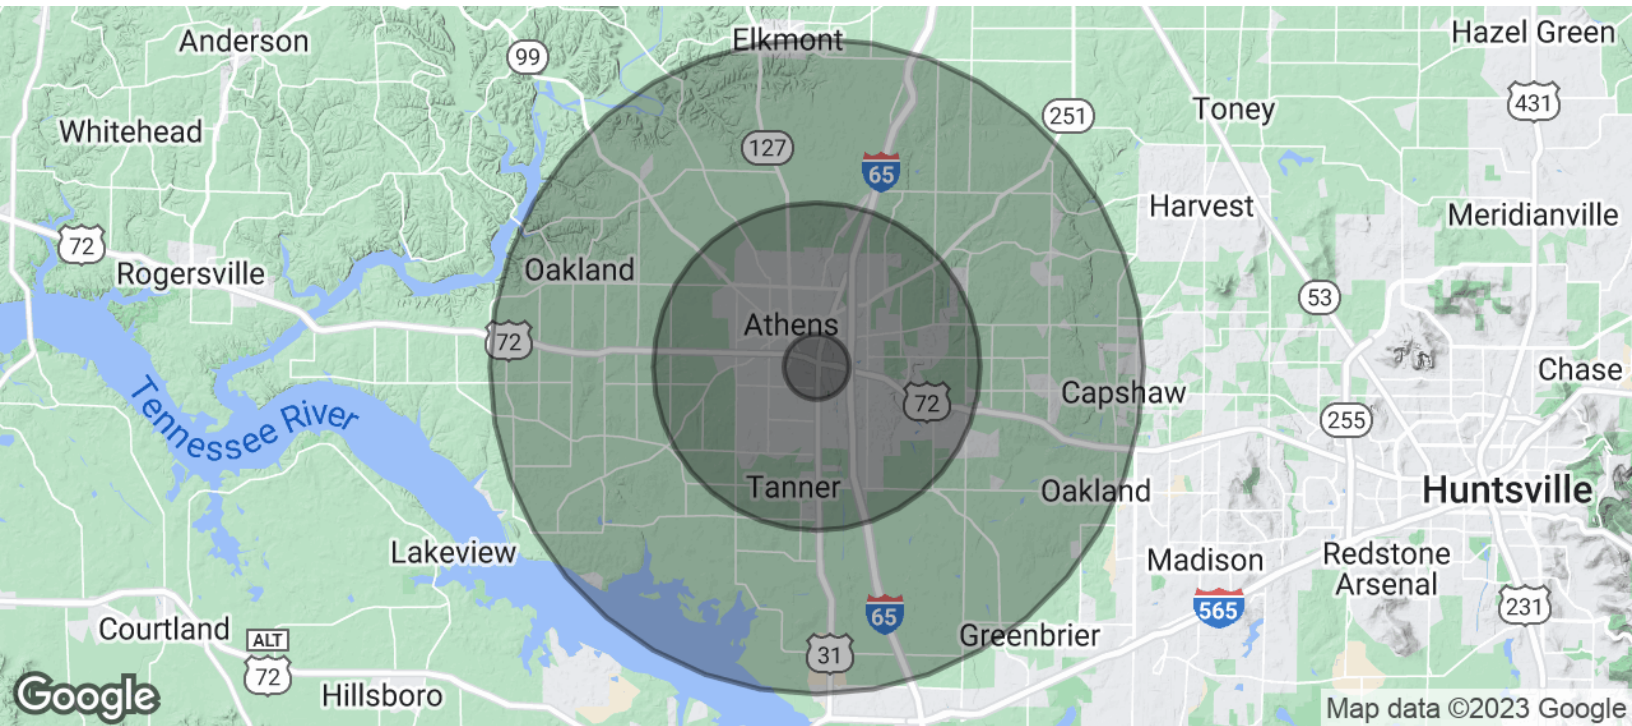 Anderson
Elkmont
Hazel Green
99
431
Toney
251
Whitehead
127
65
Harvest
Meridianville
72
Rogersville
Oakland
53
Athens
72
Chase
Capshaw
72
255
Tennessee River
Tanner
Oakland
Huntsville
Lakeview
Madison
Redstone
Arsenal
65
565
231
Courtland
ALT
72
Greenbrier
31
Hillsboro
Google
Map data ©2023 Google